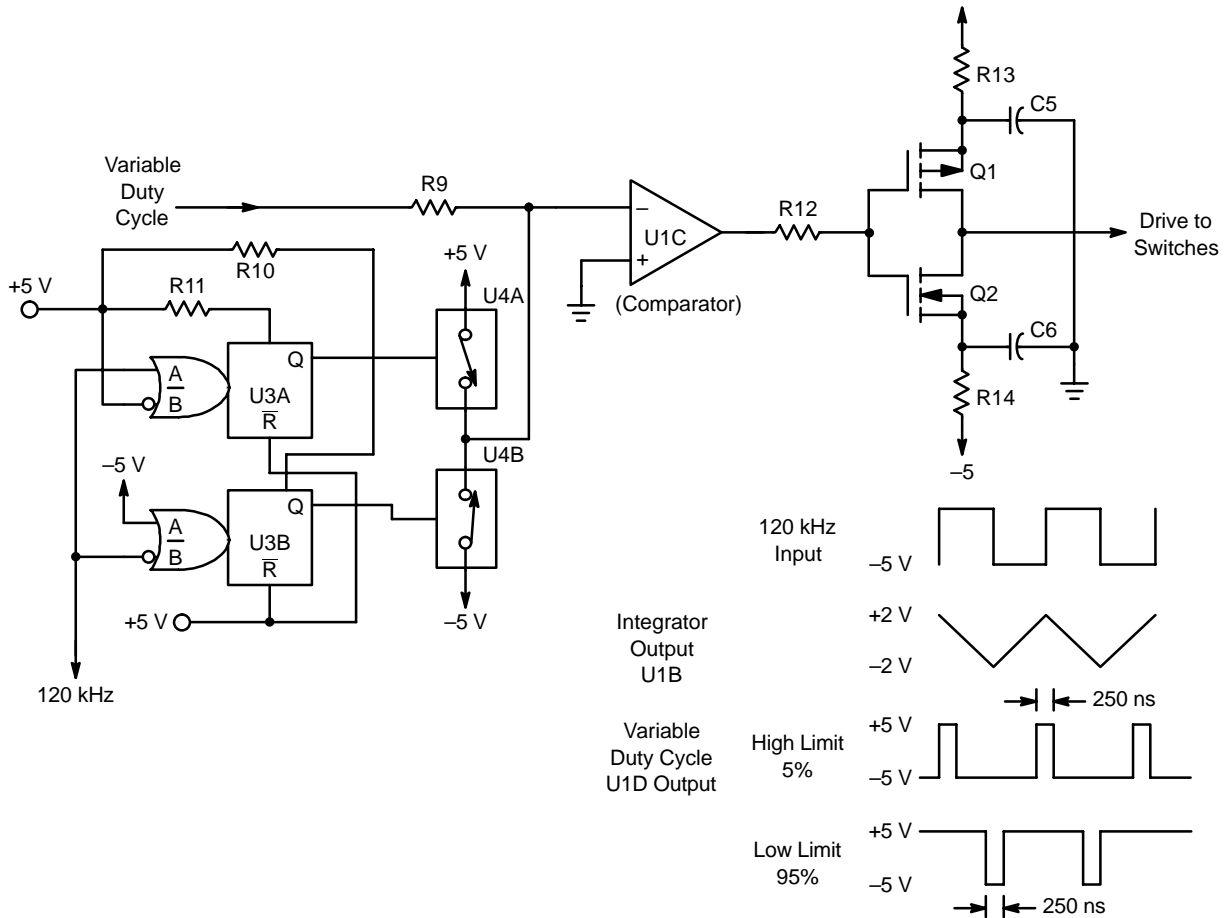 R13
C5
Q1
Variable
Duty
Cycle
R9
–
U1C
+
(Comparator)
R12
Drive to
Switches
R10
+5 V
R11
+5 V
U4A
Q2
C6
R14
–5
A
B
Q
U3A
R
U4B
–5 V
A
B
Q
U3B
R
+5 V
–5 V
120 kHz
120 kHz
Input
–5 V
Integrator
Output
U1B
+2 V
–2 V
250 ns
Variable
Duty Cycle
U1D Output
High Limit
5%
+5 V
–5 V
Low Limit
95%
+5 V
–5 V
250 ns